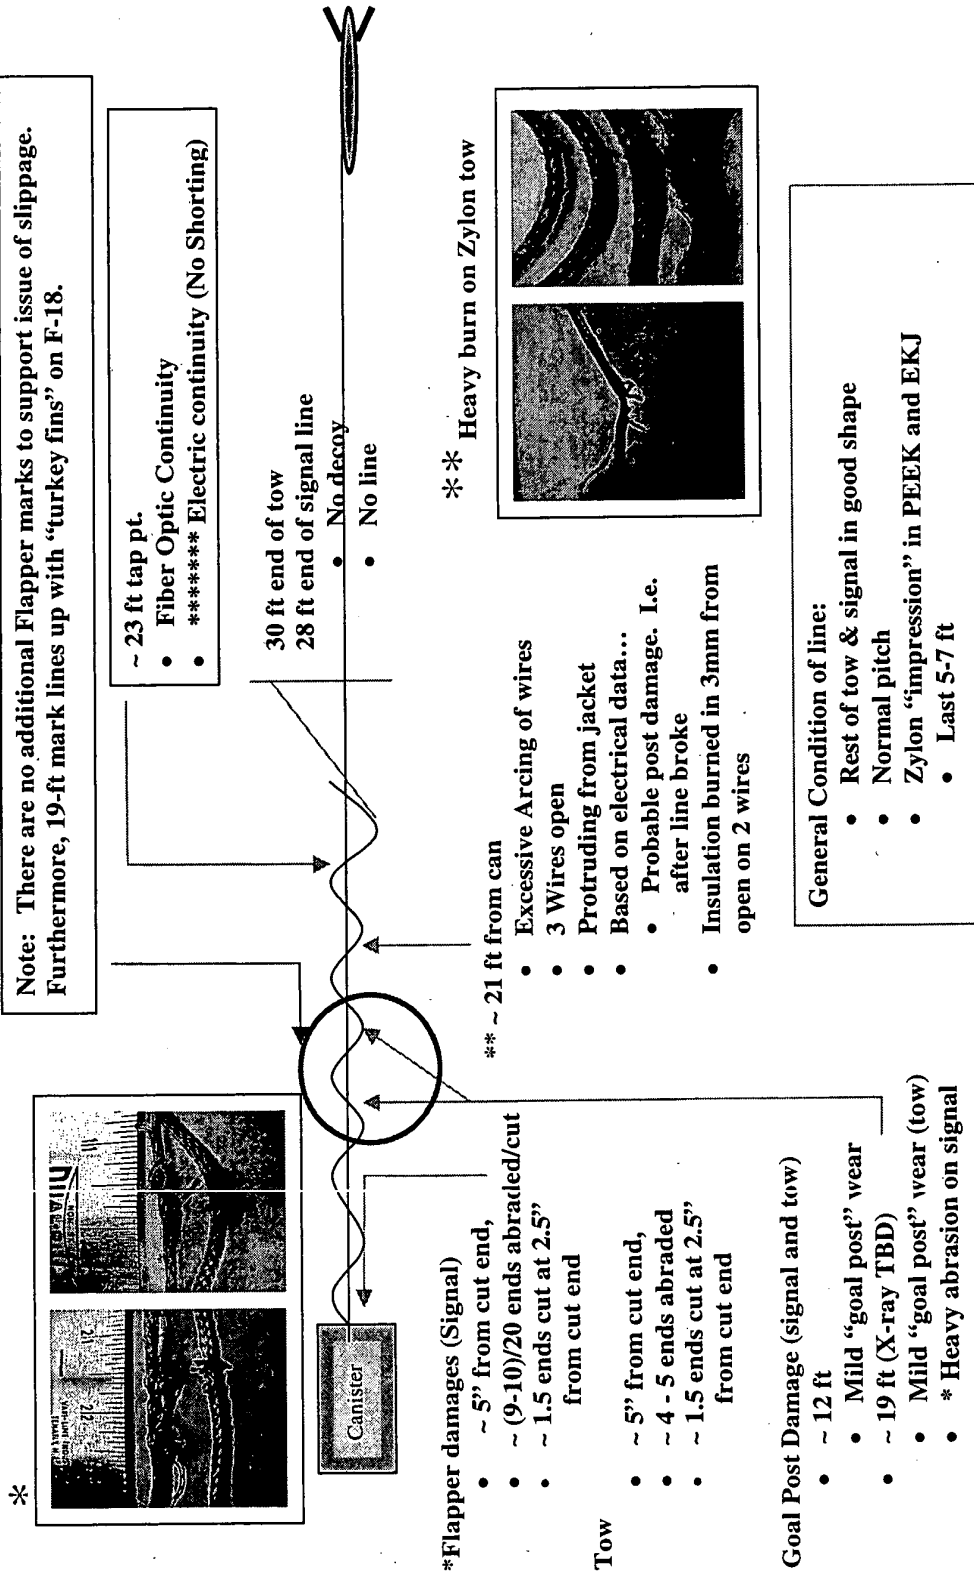 Note: There are no additional Flapper marks to support issue of slippage.
Furthermore, 19-ft mark lines up with “turkey fins” on F-18.
*
~ 23 ft tap pt.
• Fiber Optic Continuity
• ******* Electric continuity (No Shorting)
30 ft end of tow
28 ft end of signal line
• No decoy
• No line
Canister
*Flapper damages (Signal)
• ~ 5” from cut end,
• ~ (9-10)/20 ends abraded/cut
• ~ 1.5 ends cut at 2.5”
from cut end
Tow
• ~ 5” from cut end,
• ~ 4 - 5 ends abraded
• ~ 1.5 ends cut at 2.5”
from cut end
Goal Post Damage (signal and tow)
• ~ 12 ft
• Mild “goal post” wear
• ~ 19 ft (X-ray TBD)
• Mild “goal post” wear (tow)
• * Heavy abrasion on signal
** ~ 21 ft from can
• Excessive Arcing of wires
• 3 Wires open
• Protruding from jacket
• Based on electrical data…
• Probable post damage. I.e.
after line broke
• Insulation burned in 3mm from
open on 2 wires
** Heavy burn on Zylon tow
General Condition of line:
• Rest of tow & signal in good shape
• Normal pitch
• Zylon “impression” in PEEK and EKJ
• Last 5-7 ft